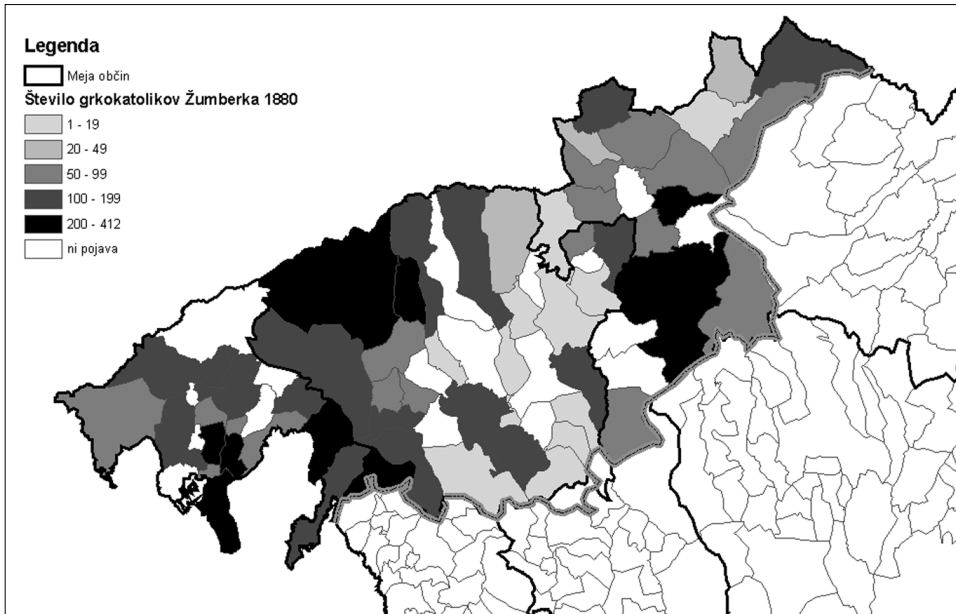 Legenda
Meja občin
Število grkokatolikov Žumberka 1880
1 - 19
20 - 49
50 - 99
100 - 199
200 - 412
ni pojava